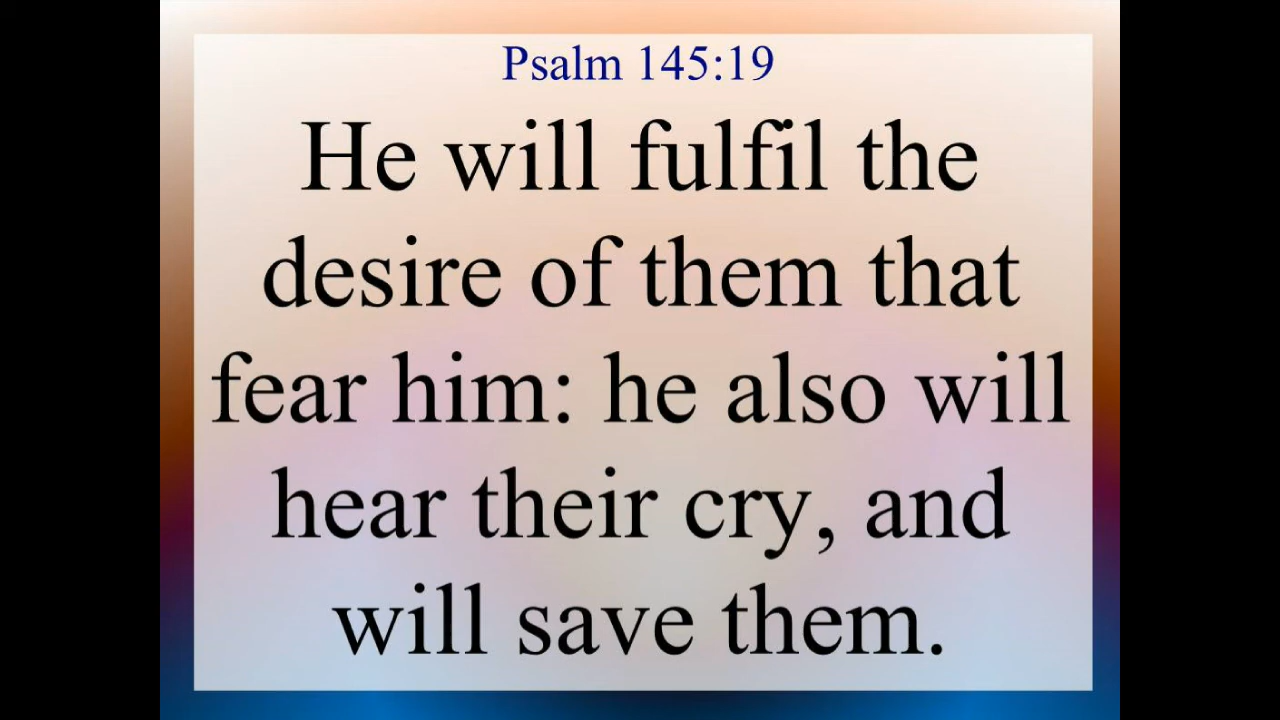 Psalm 145:19
He will fulfil the
desire of them that
fear him: he also will
hear their cry, and
will save them.